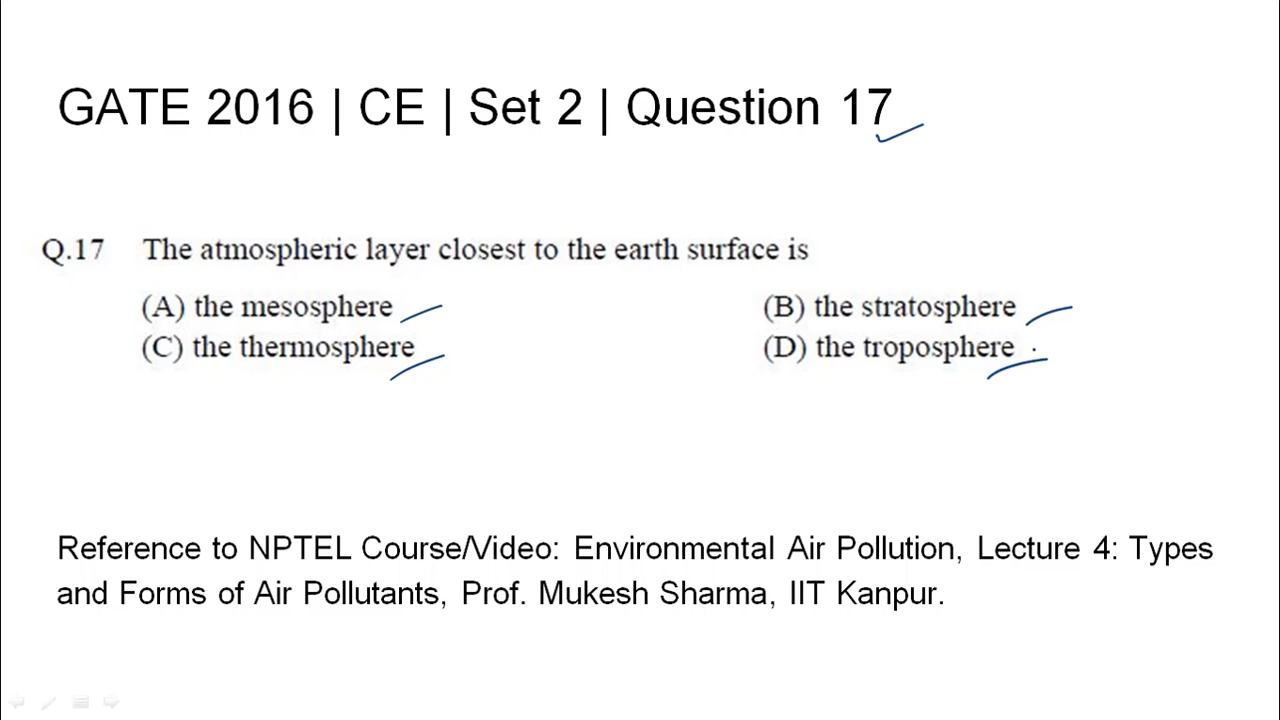 GATE 2016 | CE | Set 2 | Question 17
Q.17 The atmospheric layer closest to the earth surface is
(A) the mesosphere (B) the stratosphere
(C) the thermosphere (D) the troposphere
Reference to NPTEL Course/Video: Environmental Air Pollution, Lecture 4: Types
and Forms of Air Pollutants, Prof. Mukesh Sharma, IIT Kanpur.